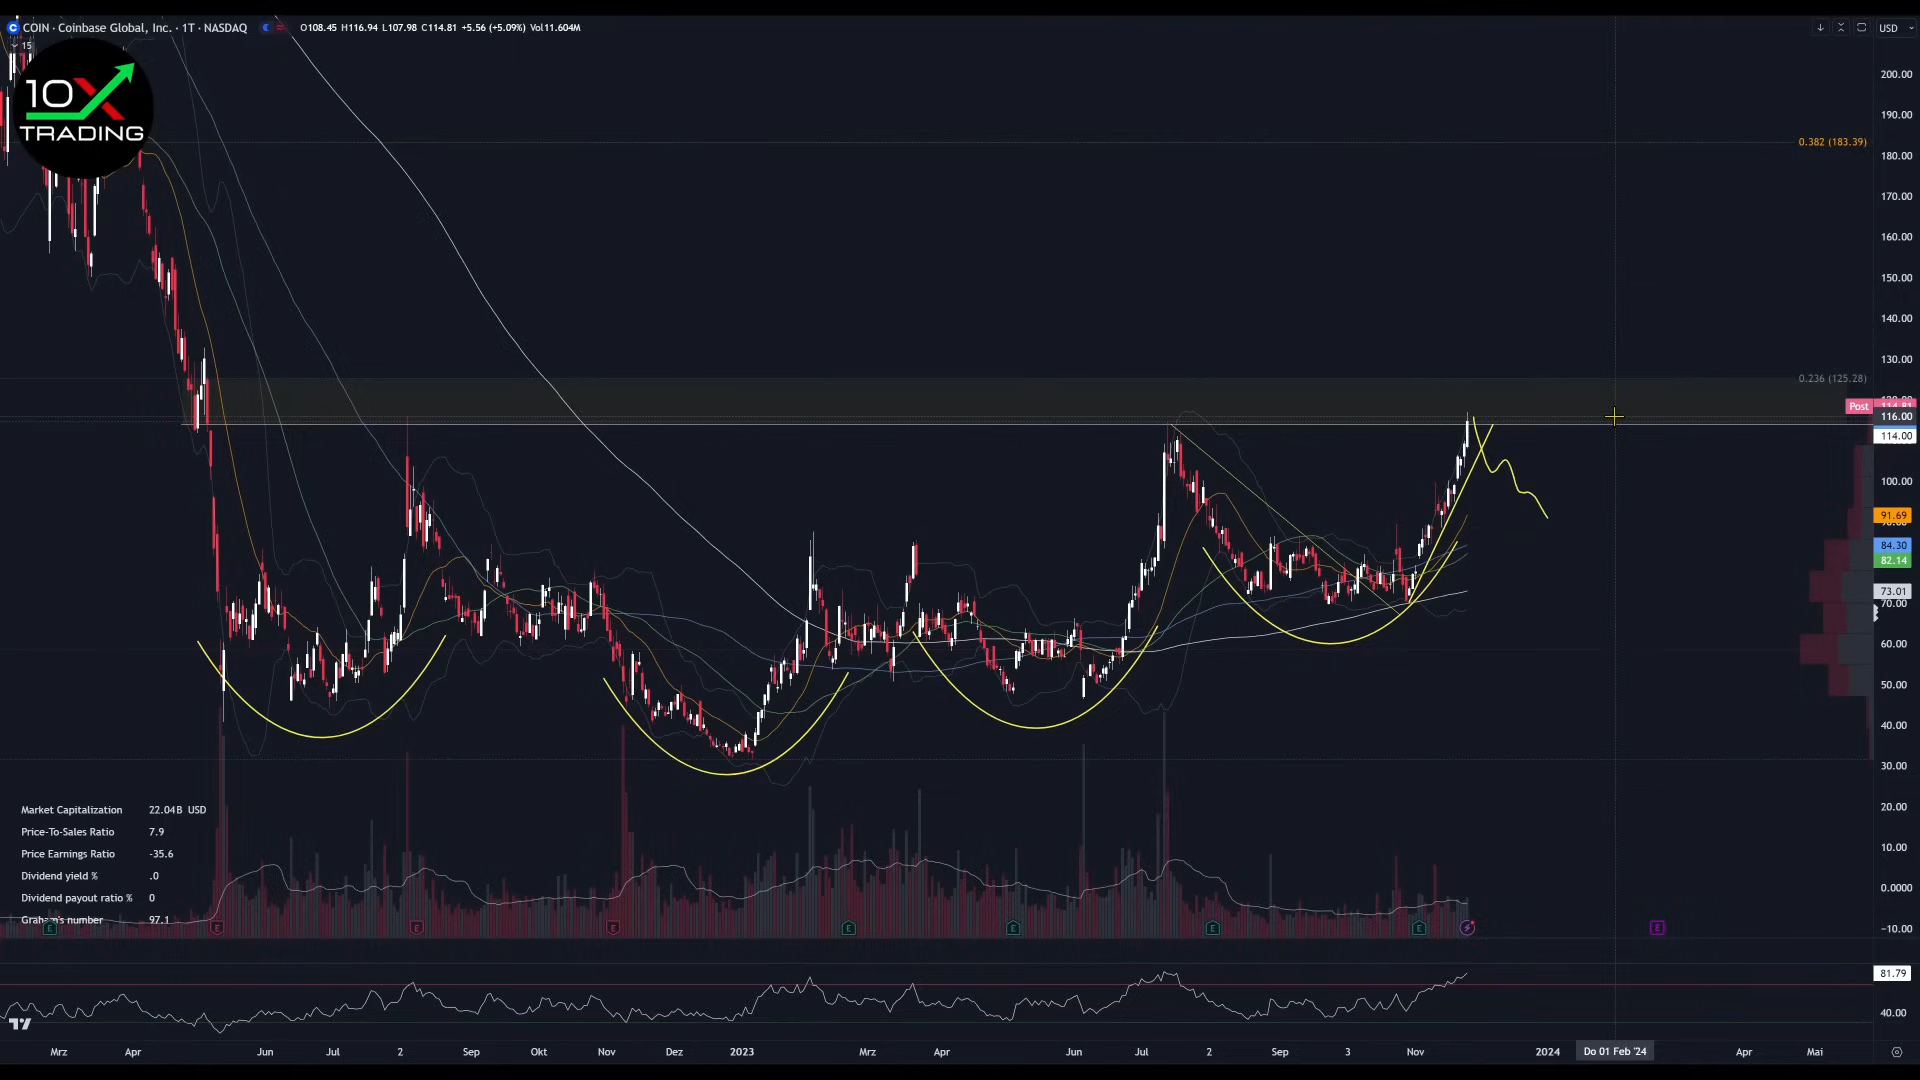 COIN · Coinbase Global, Inc. · 1T · NASDAQ O108.45 H116.94 L107.98 C114.81 +5.56 (+5.09%) Vol11.604M
USD
15
10X
TRADING
200.00
190.00
0.382 (183.39)
180.00
170.00
160.00
150.00
140.00
130.00
0.236 (125.28)
Post 114.81
116.00
114.00
100.00
91.69
84.30
82.14
73.01
70.00
60.00
50.00
40.00
30.00
20.00
10.00
0.0000
−10.00
Market Capitalization 22.04B USD
Price-To-Sales Ratio 7.9
Price Earnings Ratio -35.6
Dividend yield % .0
Dividend payout ratio % 0
Graham's number 97.1
E E E E E E E E
81.79
40.00
Mrz Apr Jun Jul 2 Sep Okt Nov Dez 2023 Mrz Apr Jun Jul 2 Sep 3 Nov 2024 Do 01 Feb '24 Apr Mai